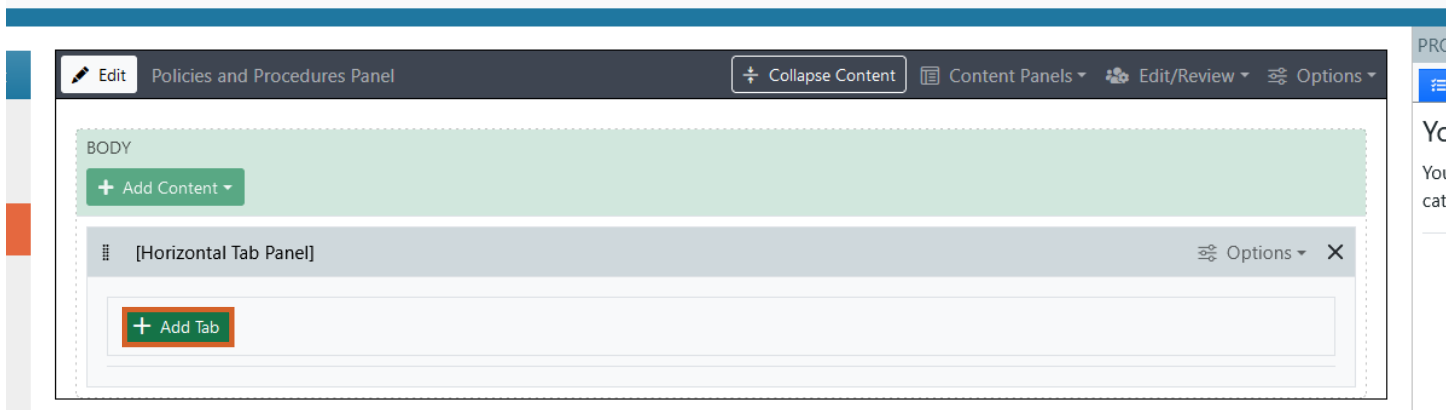 Edit Policies and Procedures Panel Collapse Content Content Panels Edit/Review Options
BODY
Add Content
[Horizontal Tab Panel] Options
Add Tab